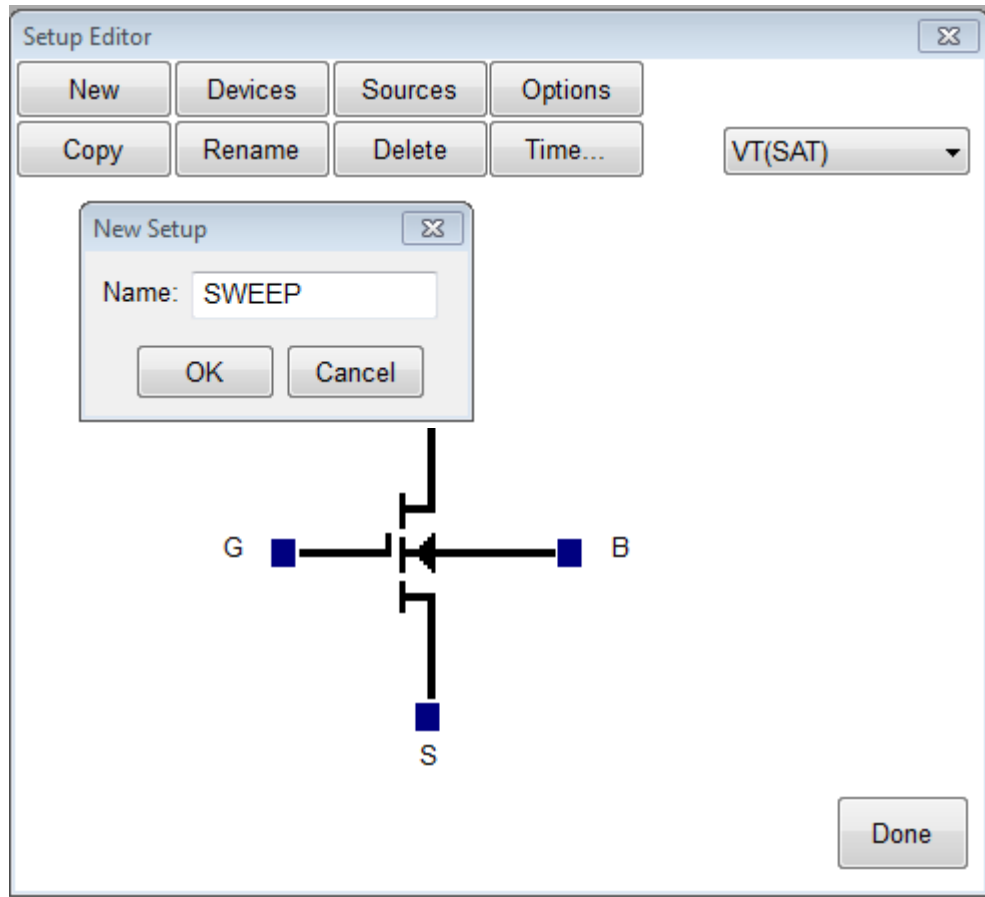 Setup Editor
New Devices Sources Options
Copy Rename Delete Time... VT(SAT)
New Setup
Name: SWEEP
OK Cancel
G B
S
Done